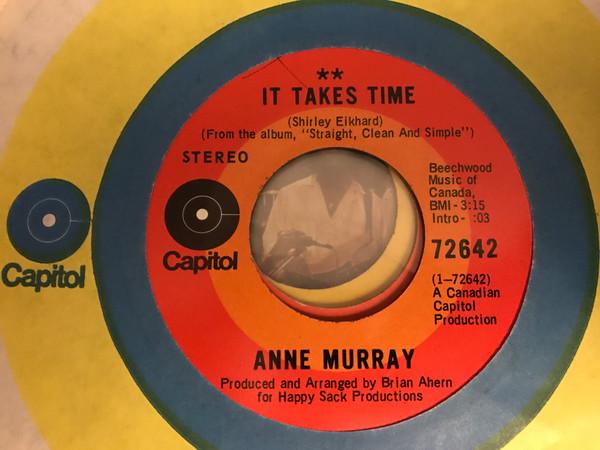 **
IT TAKES TIME
(Shirley Eikhard)
(From the album, "Straight, Clean And Simple")
STEREO
Beechwood
Music of
Canada,
BMI - 3:15
Intro- :03
Capitol
Capitol
72642
(1—72642)
A Canadian
Capitol
Production
ANNE MURRAY
Produced and Arranged by Brian Ahern
for Happy Sack Productions